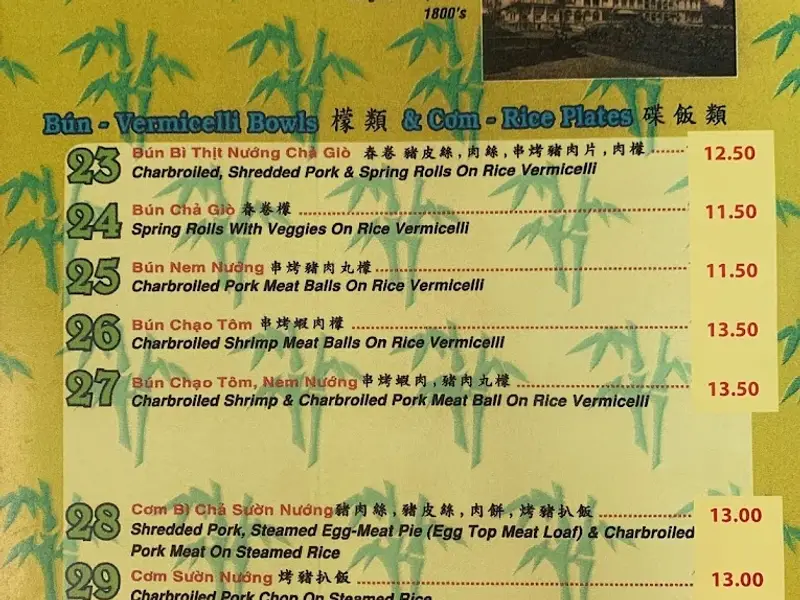 1800's
Bún - Vermicelli Bowls 檬類 & Cơm - Rice Plates 碟飯類
23 Bún Bì Thịt Nướng Chả Giò 春卷 豬皮絲,肉絲,串烤豬肉片,肉檬 12.50
Charbroiled, Shredded Pork & Spring Rolls On Rice Vermicelli
24 Bún Chả Giò 春卷檬 11.50
Spring Rolls With Veggies On Rice Vermicelli
25 Bún Nem Nướng 串烤豬肉丸檬 11.50
Charbroiled Pork Meat Balls On Rice Vermicelli
26 Bún Chạo Tôm 串烤蝦肉檬 13.50
Charbroiled Shrimp Meat Balls On Rice Vermicelli
27 Bún Chạo Tôm, Nem Nướng 串烤蝦肉,豬肉丸檬 13.50
Charbroiled Shrimp & Charbroiled Pork Meat Ball On Rice Vermicelli
28 Cơm Bì Chả Sườn Nướng 豬肉絲,豬皮絲,肉餅,烤豬扒飯 13.00
Shredded Pork, Steamed Egg-Meat Pie (Egg Top Meat Loaf) & Charbroiled
Pork Meat On Steamed Rice
29 Cơm Sườn Nướng 烤豬扒飯 13.00
Charbroiled Pork Chop On Steamed Rice